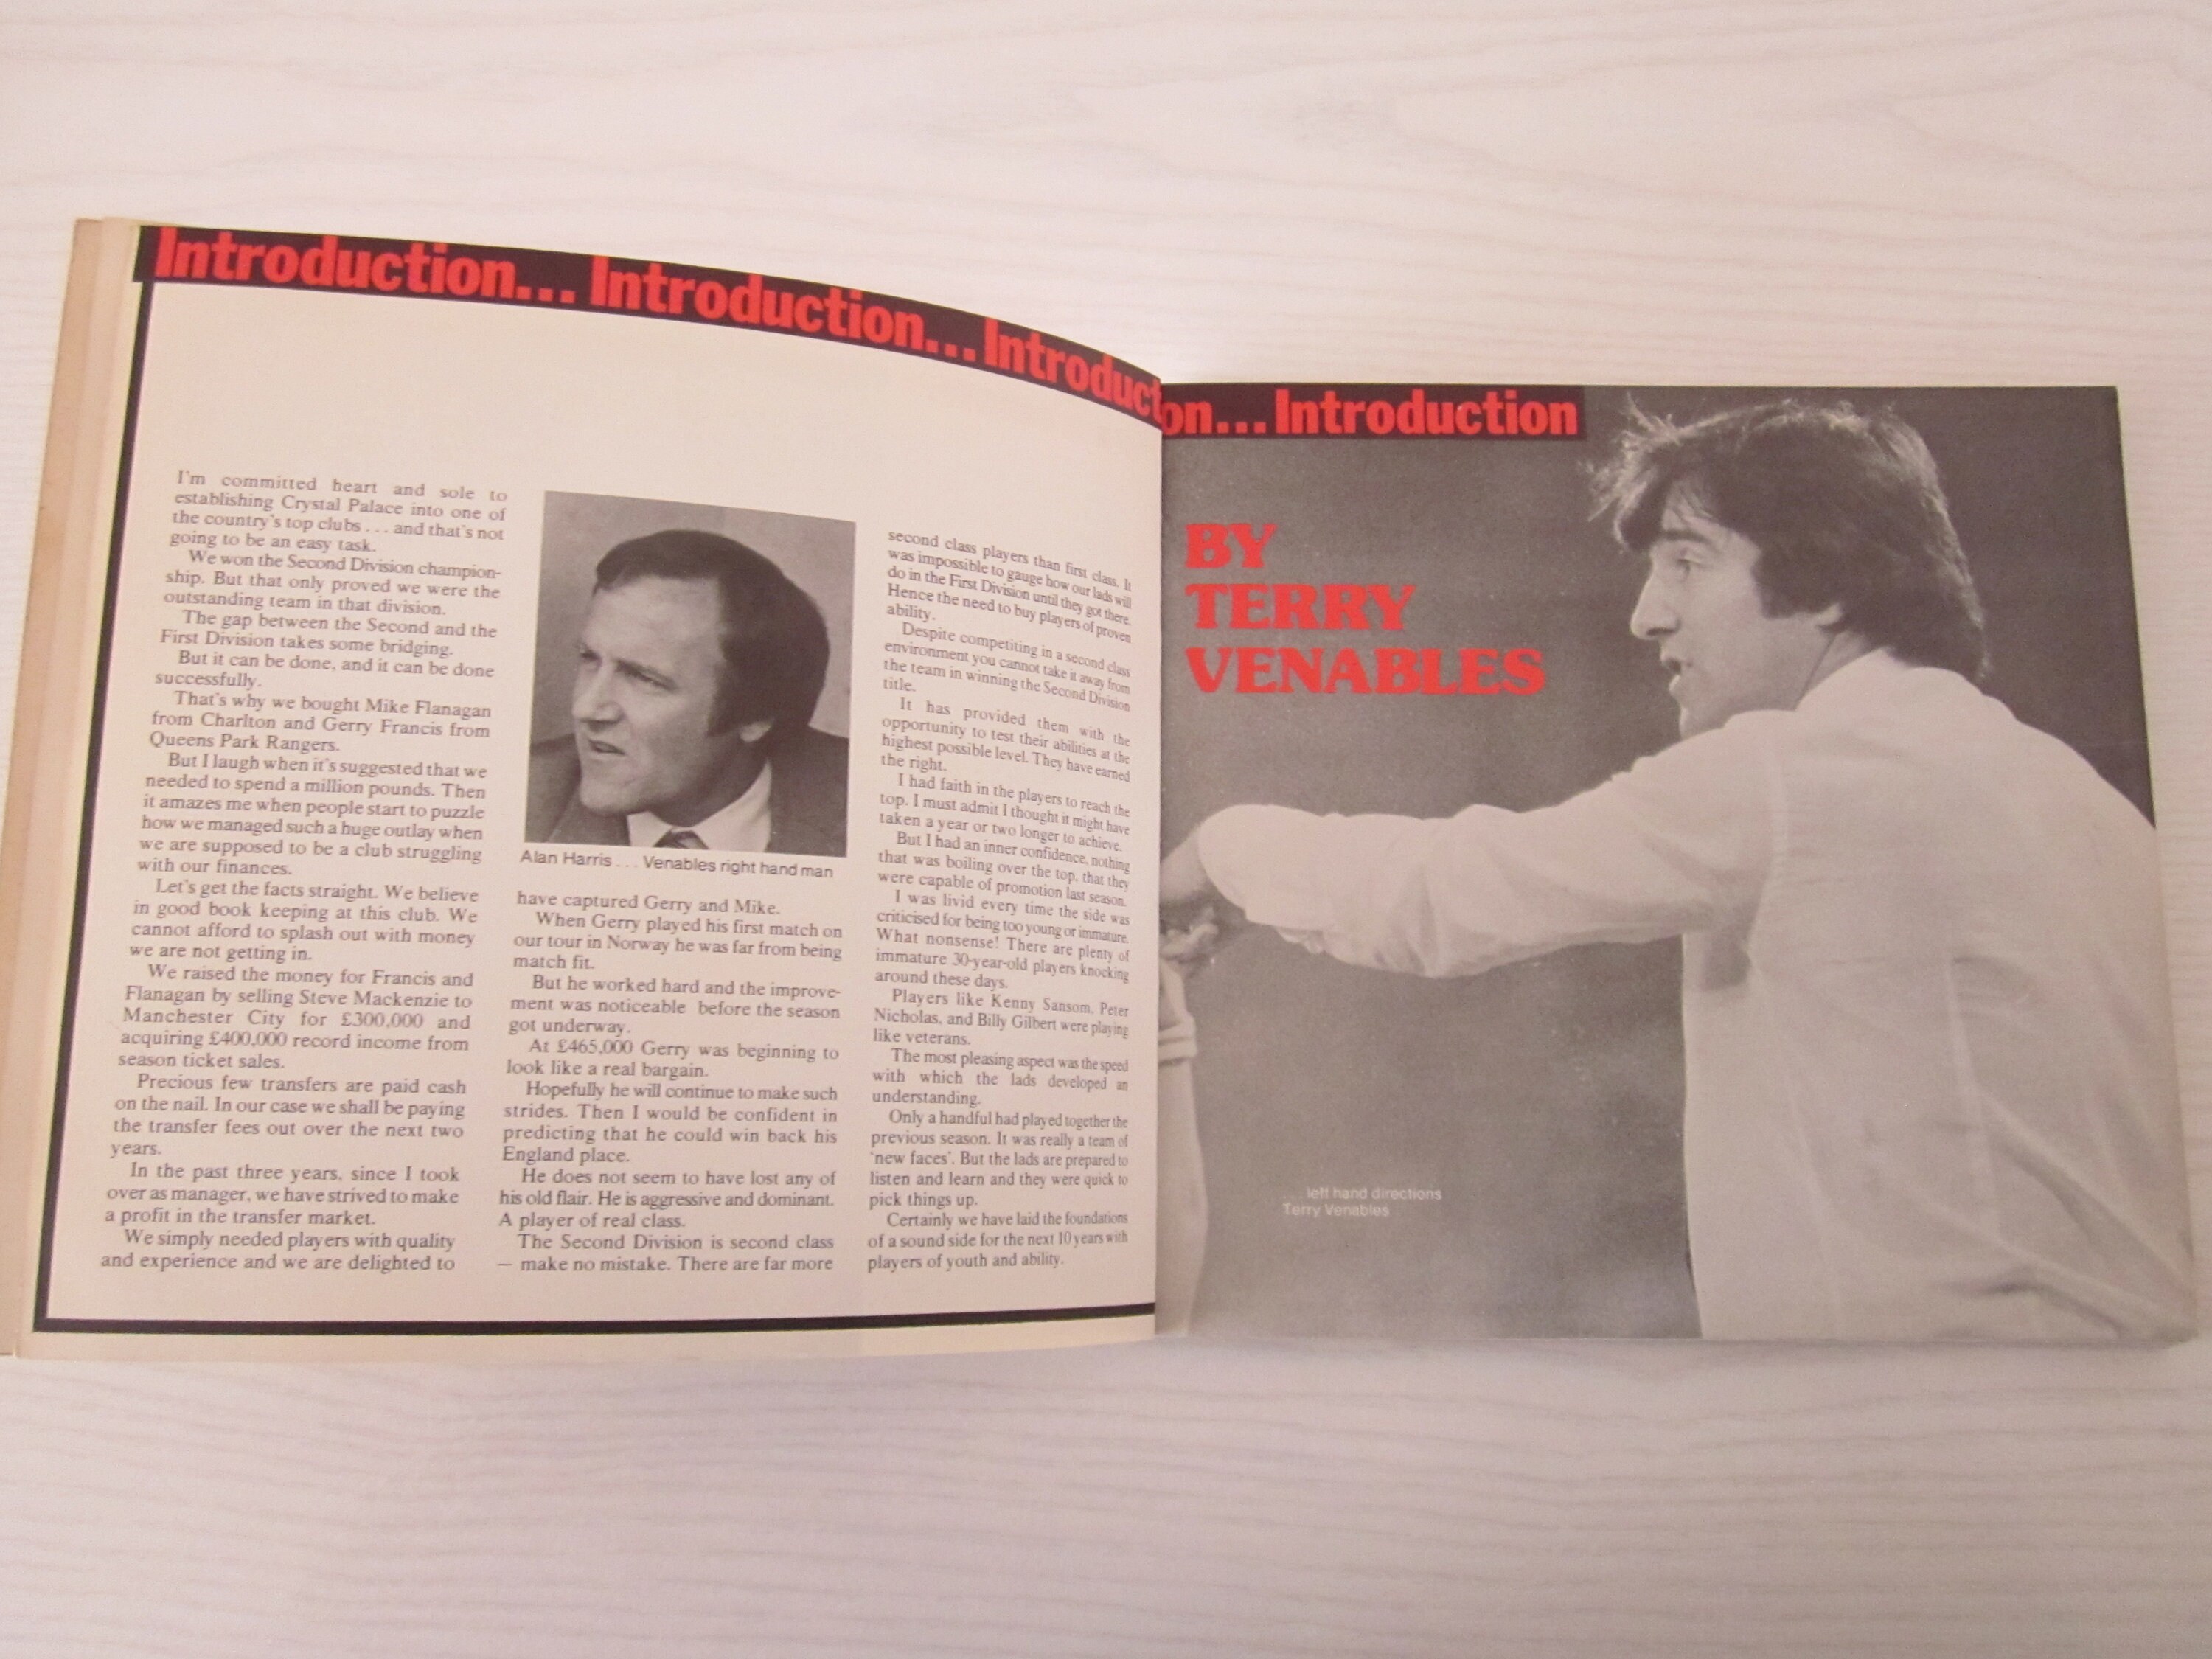 Introduction... Introduction... Introduct
on... Introduction
I'm committed heart and sole to
establishing Crystal Palace into one of
the country's top clubs . . . and that's not
going to be an easy task.
We won the Second Division champion-
ship. But that only proved we were the
outstanding team in that division.
The gap between the Second and the
First Division takes some bridging.
But it can be done, and it can be done
successfully.
That's why we bought Mike Flanagan
from Charlton and Gerry Francis from
Queens Park Rangers.
But I laugh when it's suggested that we
needed to spend a million pounds. Then
it amazes me when people start to puzzle
how we managed such a huge outlay when
we are supposed to be a club struggling
with our finances.
Let's get the facts straight. We believe
in good book keeping at this club. We
cannot afford to splash out with money
we are not getting in.
We raised the money for Francis and
Flanagan by selling Steve Mackenzie to
Manchester City for £300,000 and
acquiring £400,000 record income from
season ticket sales.
Precious few transfers are paid cash
on the nail. In our case we shall be paying
the transfer fees out over the next two
years.
In the past three years, since I took
over as manager, we have strived to make
a profit in the transfer market.
We simply needed players with quality
and experience and we are delighted to
Alan Harris . . . Venables right hand man
have captured Gerry and Mike.
When Gerry played his first match on
our tour in Norway he was far from being
match fit.
But he worked hard and the improve-
ment was noticeable before the season
got underway.
At £465,000 Gerry was beginning to
look like a real bargain.
Hopefully he will continue to make such
strides. Then I would be confident in
predicting that he could win back his
England place.
He does not seem to have lost any of
his old flair. He is aggressive and dominant.
A player of real class.
The Second Division is second class
— make no mistake. There are far more
second class players than first class. It
was impossible to gauge how our lads will
do in the First Division until they got there.
Hence the need to buy players of proven
ability.
Despite competiting in a second class
environment you cannot take it away from
the team in winning the Second Division
title.
It has provided them with the
opportunity to test their abilities at the
highest possible level. They have earned
the right.
I had faith in the players to reach the
top. I must admit I thought it might have
taken a year or two longer to achieve.
But I had an inner confidence, nothing
that was boiling over the top, that they
were capable of promotion last season.
I was livid every time the side was
criticised for being too young or immature.
What nonsense! There are plenty of
immature 30-year-old players knocking
around these days.
Players like Kenny Sansom, Peter
Nicholas, and Billy Gilbert were playing
like veterans.
The most pleasing aspect was the speed
with which the lads developed an
understanding.
Only a handful had played together the
previous season. It was really a team of
'new faces'. But the lads are prepared to
listen and learn and they were quick to
pick things up.
Certainly we have laid the foundations
of a sound side for the next 10 years with
players of youth and ability.
BY
TERRY
VENABLES
left hand directions
Terry Venables